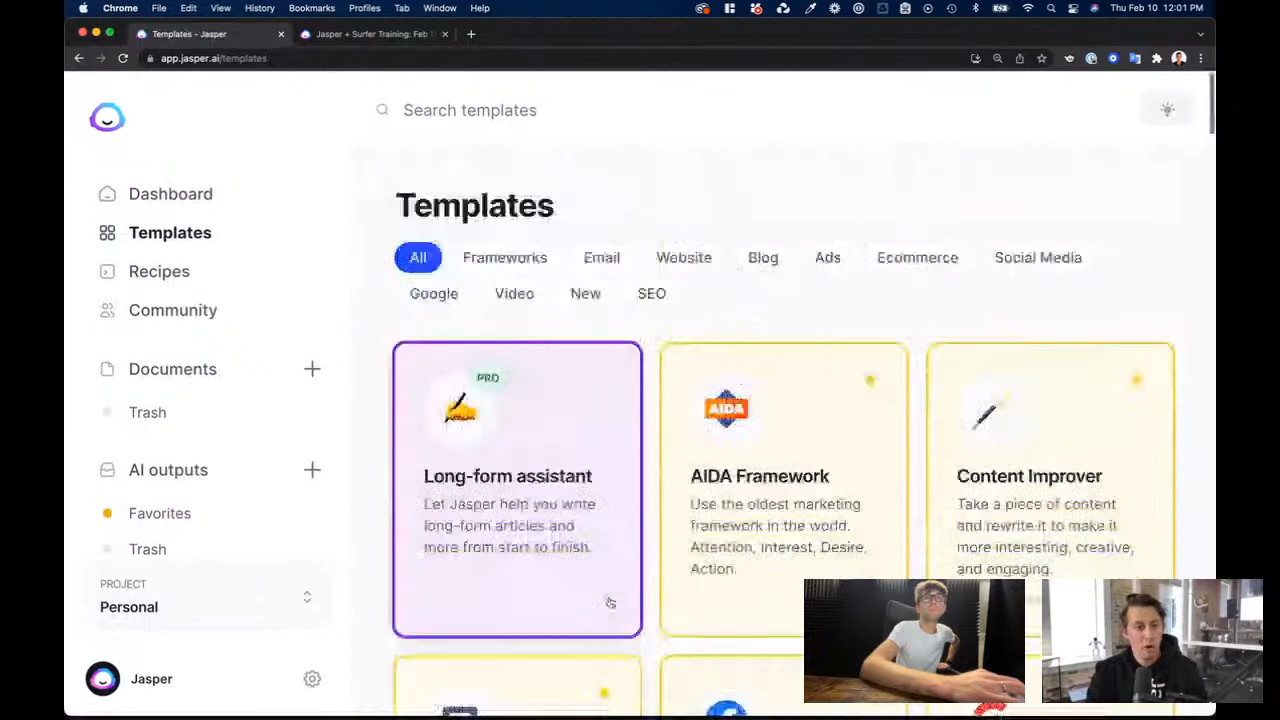 Chrome File Edit View History Bookmarks Profiles Tab Window Help Thu Feb 10 12:01 PM
Templates - Jasper
Jasper + Surfer Training: Feb
app.jasper.ai/templates
Search templates
Dashboard
Templates
Recipes
Community
Documents
Trash
AI outputs
Favorites
Trash
PROJECT
Personal
Jasper
Templates
All Frameworks Email Website Blog Ads Ecommerce Social Media
Google Video New SEO
PRO
Long-form assistant
Let Jasper help you write
long-form articles and
more from start to finish.
AIDA
AIDA Framework
Use the oldest marketing
framework in the world.
Attention, Interest, Desire,
Action.
Content Improver
Take a piece of content
and rewrite it to make it
more interesting, creative,
and engaging.